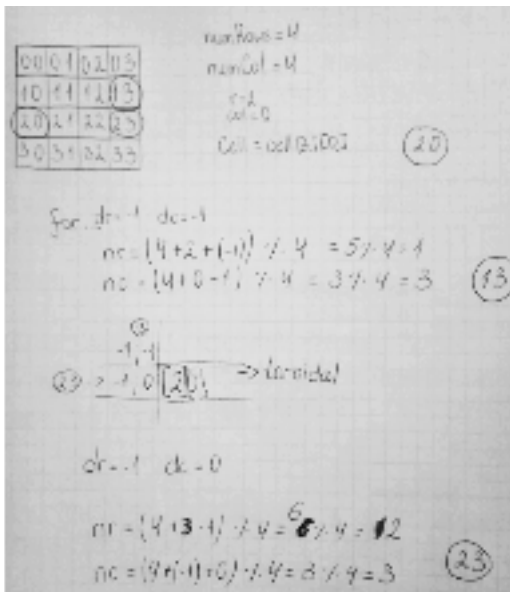 numRows = 4
numCol = 4
00 01 02 03
10 11 12 13
20 21 22 23
30 31 32 33
r=2
col=0
Cell = cell[2][0]
20
for dr=-1 dc=-1
nr=(4+2+(-1)) % 4 = 5%4=1
nc=(4+0-1) % 4 = 3%4=3
13
-1, -1
23 -> -1, 0 20 => toroidal
dr=-1 dc=0
nr=(4+3-1) % 4 = 6 % 4 = 2
nc=(4+(-1)+0) % 4 = 3 % 4 = 3
23